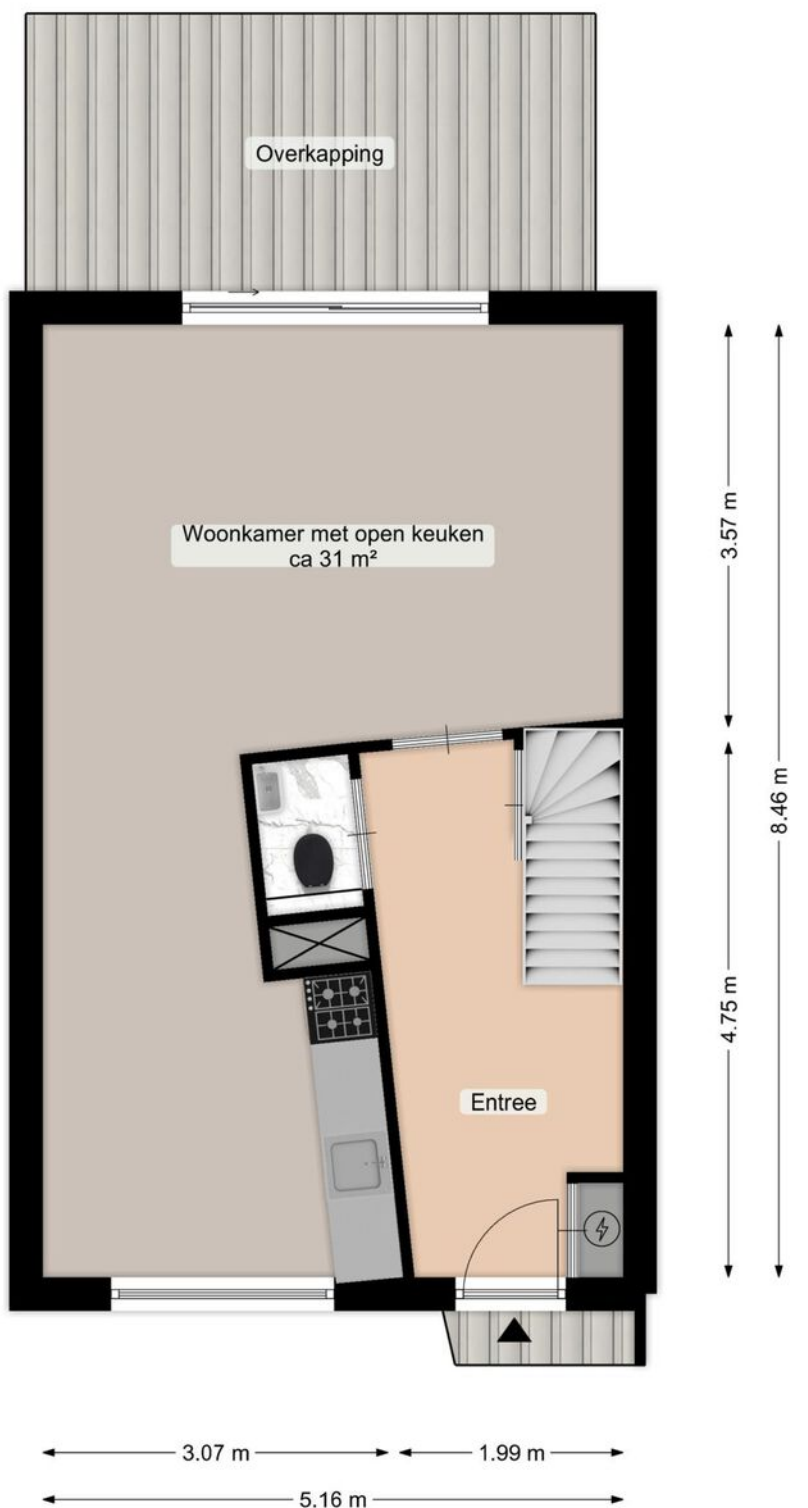 Overkapping
Woonkamer met open keuken
ca 31 m²
3.57 m
8.46 m
4.75 m
Entree
3.07 m
1.99 m
5.16 m